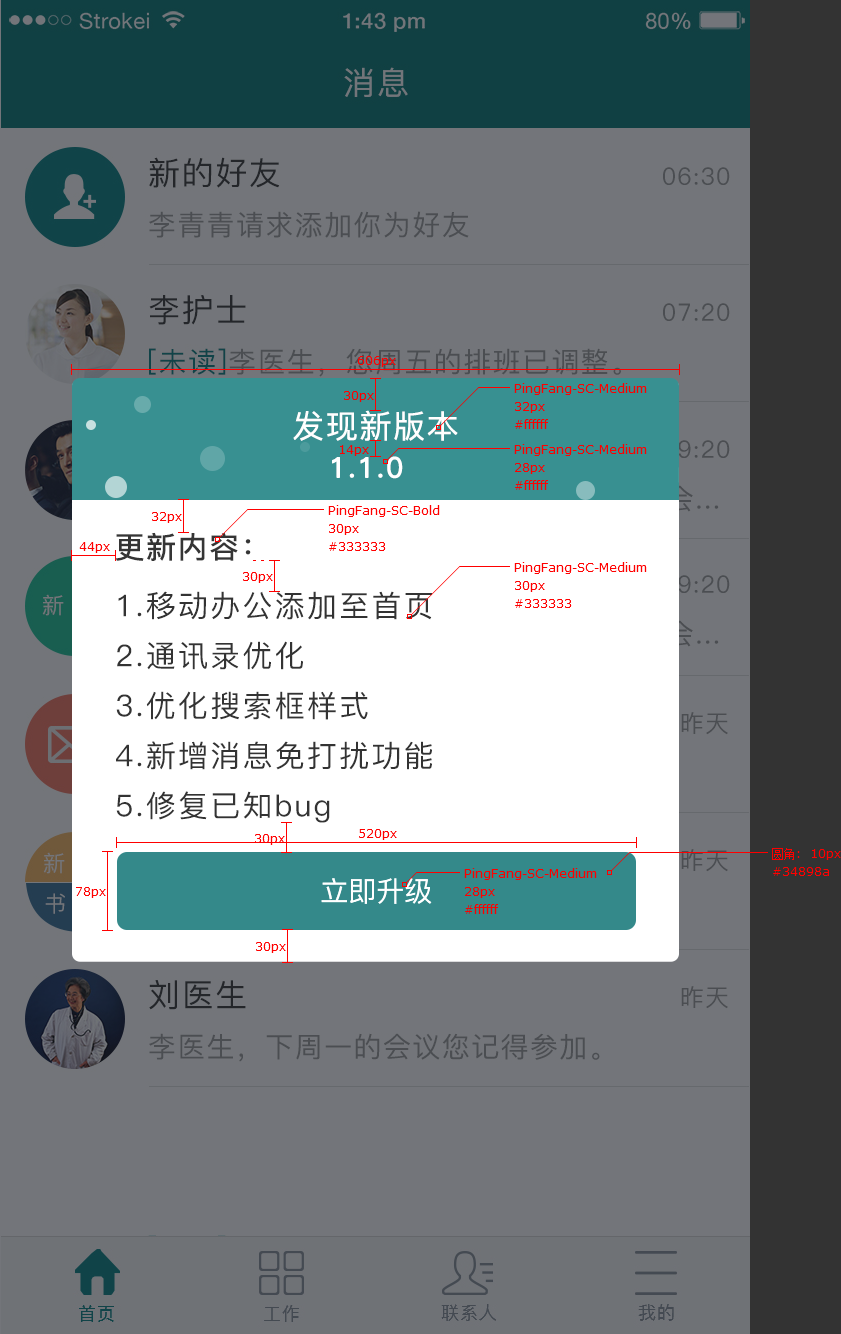 Strokei 1:43 pm 80%
消息
新的好友 06:30
李青青请求添加你为好友
李护士 07:20
[未读]李医生，您周五的排班已调整。
606px
30px
PingFang-SC-Medium
32px
#ffffff
发现新版本
14px
PingFang-SC-Medium
28px
#ffffff
1.1.0
9:20
会...
32px
PingFang-SC-Bold
30px
#333333
44px
更新内容：
30px
PingFang-SC-Medium
30px
#333333
新
9:20
1.移动办公添加至首页
会...
2.通讯录优化
3.优化搜索框样式
昨天
4.新增消息免打扰功能
5.修复已知bug
30px
520px
新
昨天
圆角：10px
#34898a
78px
书
立即升级
PingFang-SC-Medium
28px
#ffffff
30px
刘医生 昨天
李医生，下周一的会议您记得参加。
首页 工作 联系人 我的